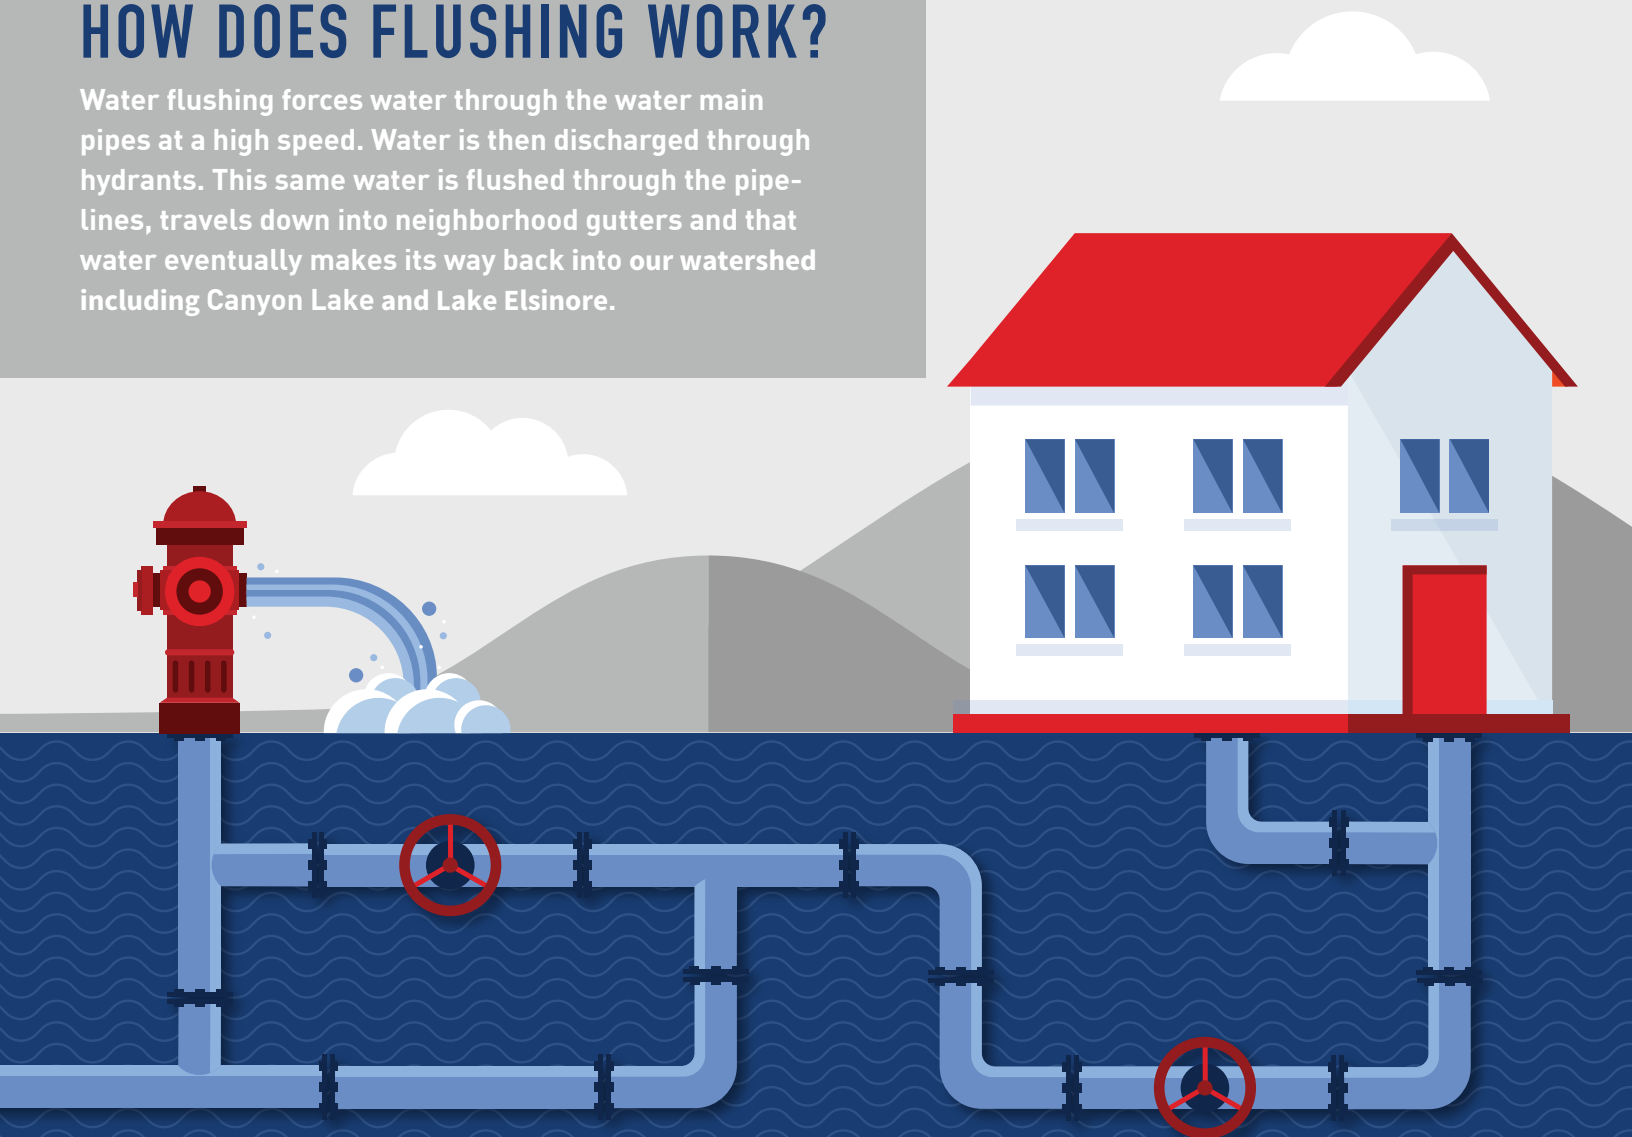 HOW DOES FLUSHING WORK?
Water flushing forces water through the water main
pipes at a high speed. Water is then discharged through
hydrants. This same water is flushed through the pipe-
lines, travels down into neighborhood gutters and that
water eventually makes its way back into our watershed
including Canyon Lake and Lake Elsinore.